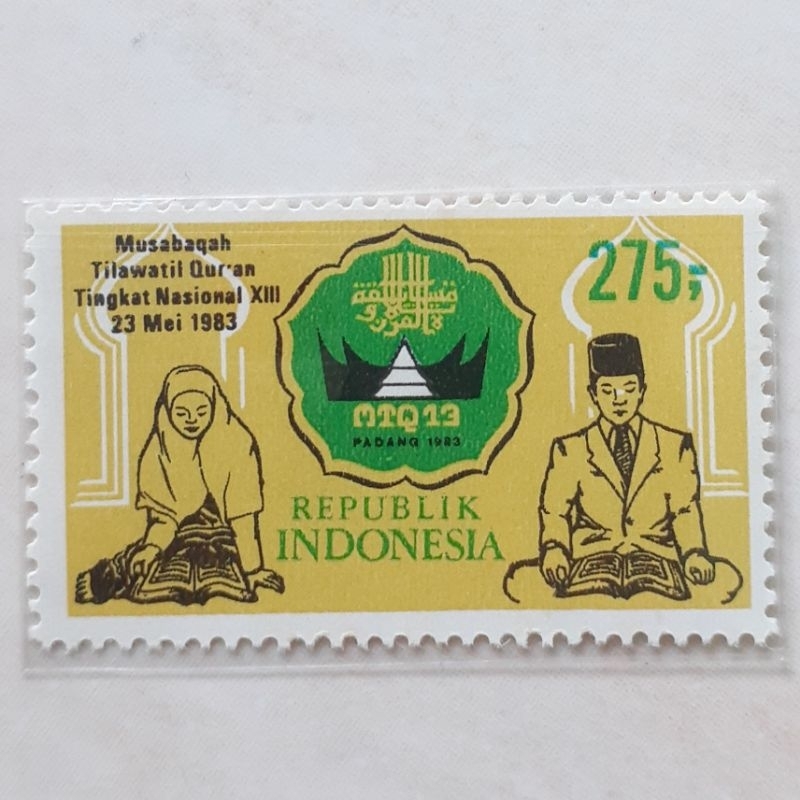 Musabaqah
Tilawatil Qur'an
Tingkat Nasional XIII
23 Mei 1983
275,-
MTQ 13
PADANG 1983
REPUBLIK
INDONESIA